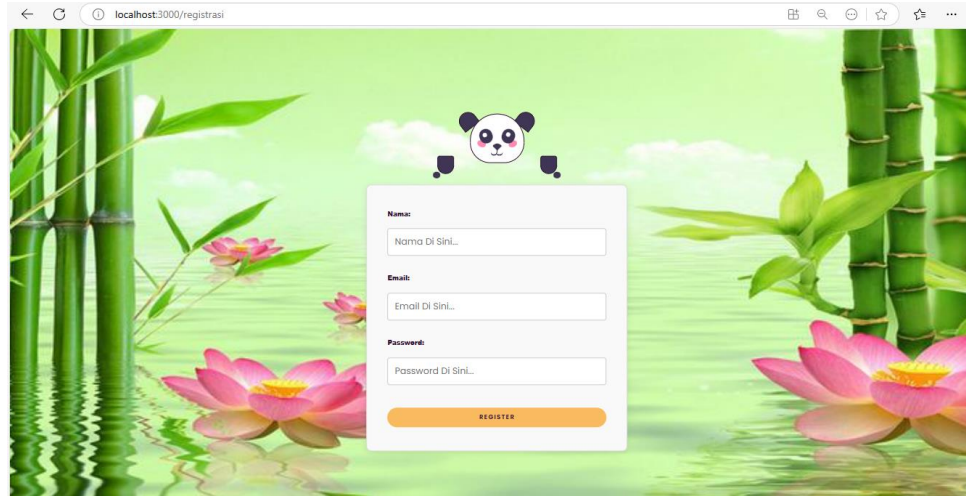 localhost:3000/registrasi
Nama:
Nama Di Sini...
Email:
Email Di Sini...
Password:
Password Di Sini...
REGISTER